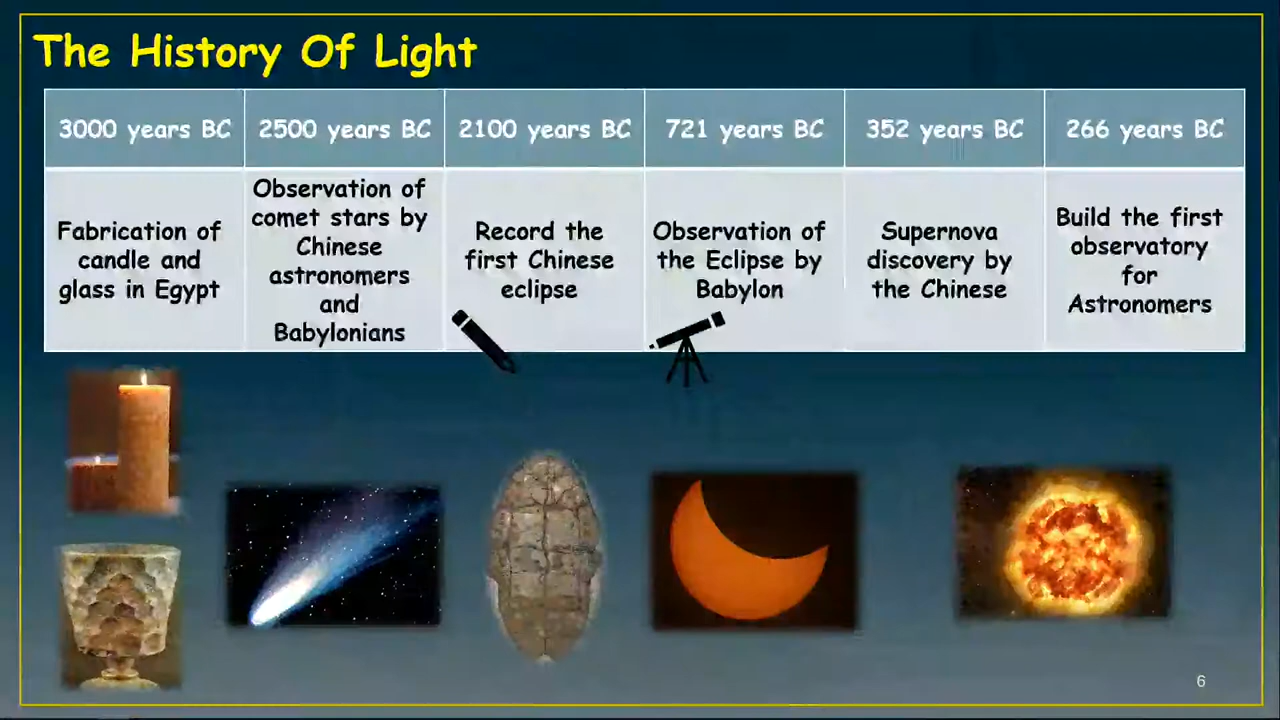 The History Of Light
3000 years BC
2500 years BC
2100 years BC
721 years BC
352 years BC
266 years BC
Fabrication of
candle and
glass in Egypt
Observation of
comet stars by
Chinese
astronomers
and
Babylonians
Record the
first Chinese
eclipse
Observation of
the Eclipse by
Babylon
Supernova
discovery by
the Chinese
Build the first
observatory
for
Astronomers
6